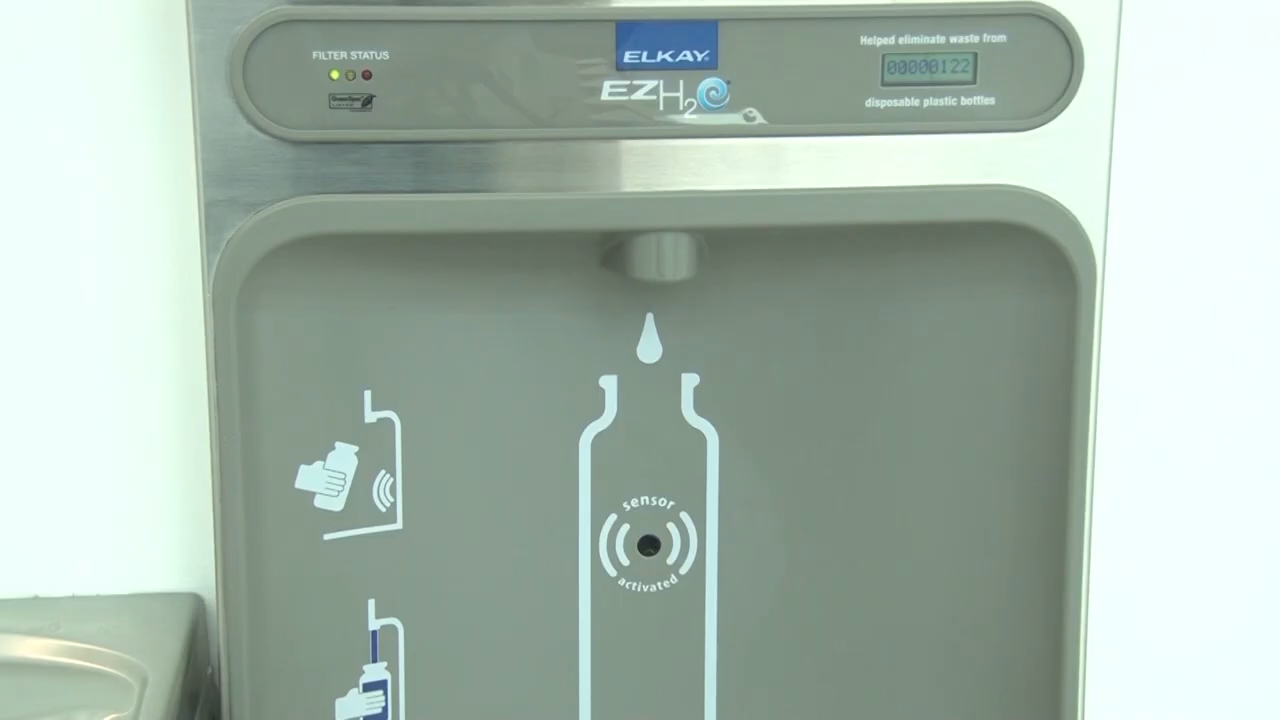 FILTER STATUS
ELKAY
EZH2O
Helped eliminate waste from
00000122
disposable plastic bottles
sensor
activated